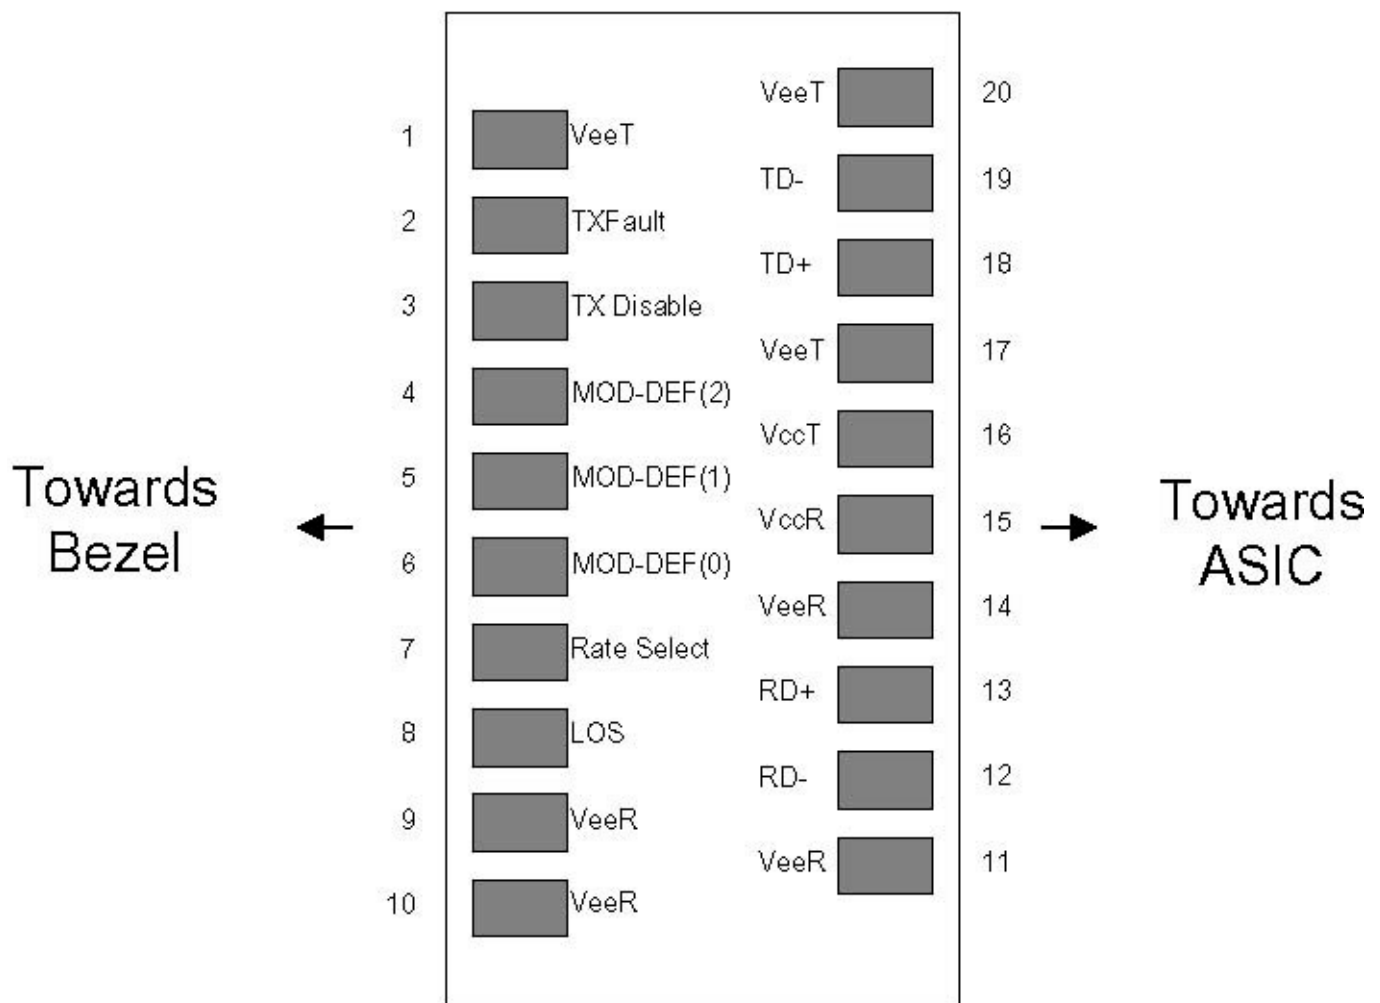 VeeT 20
1 VeeT
TD- 19
2 TXFault
TD+ 18
3 TX Disable
VeeT 17
4 MOD-DEF(2)
VccT 16
5 MOD-DEF(1)
VccR 15
6 MOD-DEF(0)
VeeR 14
7 Rate Select
RD+ 13
8 LOS
RD- 12
9 VeeR
VeeR 11
10 VeeR
Towards
Bezel
Towards
ASIC